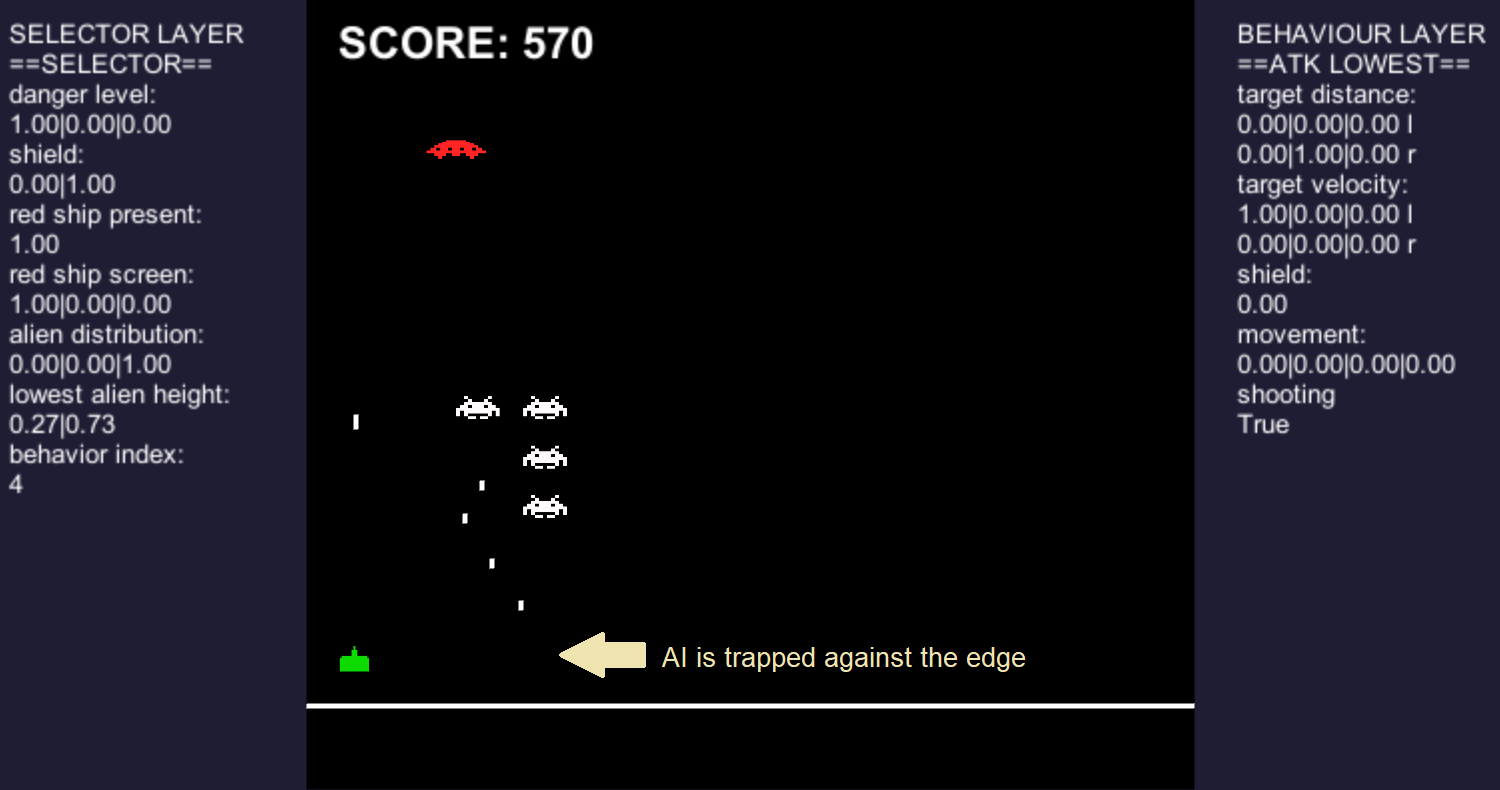 SELECTOR LAYER
==SELECTOR==
danger level:
1.00|0.00|0.00
shield:
0.00|1.00
red ship present:
1.00
red ship screen:
1.00|0.00|0.00
alien distribution:
0.00|0.00|1.00
lowest alien height:
0.27|0.73
behavior index:
4
SCORE: 570
AI is trapped against the edge
BEHAVIOUR LAYER
==ATK LOWEST==
target distance:
0.00|0.00|0.00 l
0.00|1.00|0.00 r
target velocity:
1.00|0.00|0.00 l
0.00|0.00|0.00 r
shield:
0.00
movement:
0.00|0.00|0.00|0.00
shooting
True